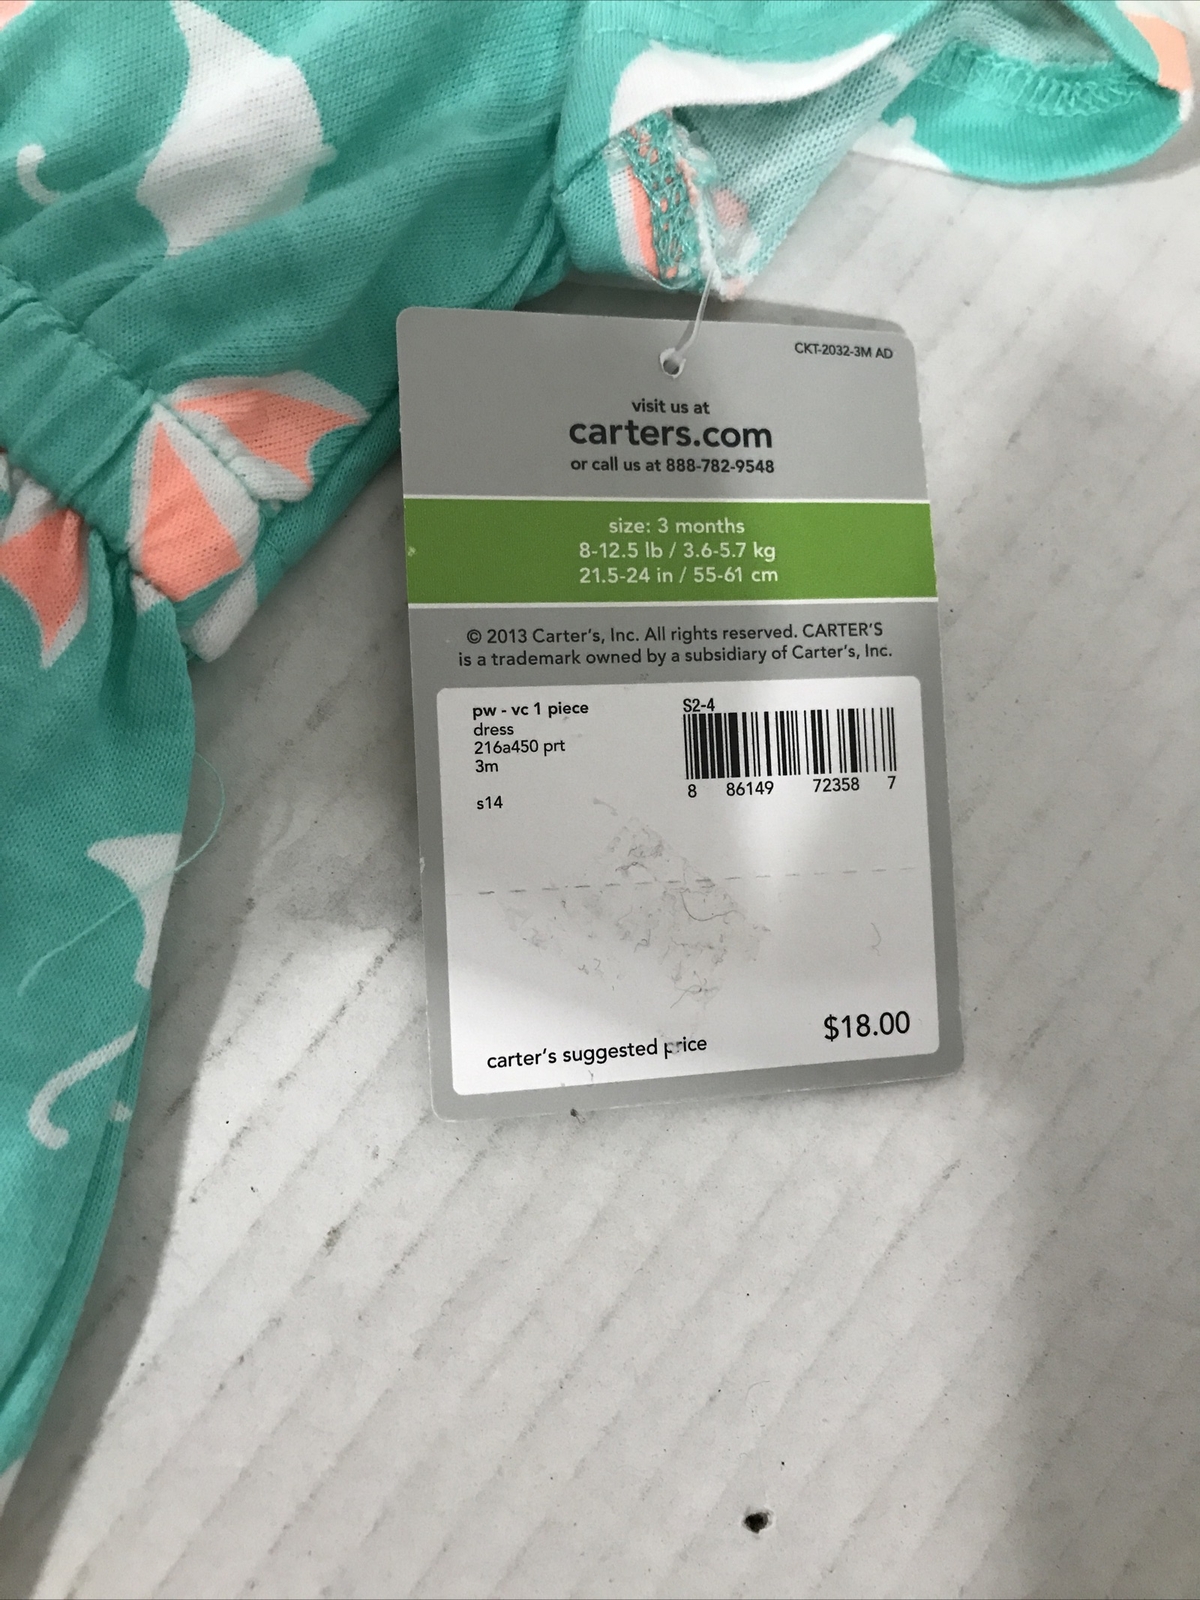 CKT-2032-3M AD
visit us at
carters.com
or call us at 888-782-9548
size: 3 months
8-12.5 lb / 3.6-5.7 kg
21.5-24 in / 55-61 cm
© 2013 Carter's, Inc. All rights reserved. CARTER'S
is a trademark owned by a subsidiary of Carter's, Inc.
pw - vc 1 piece
dress
216a450 prt
3m
s14
S2-4
8 86149 72358 7
$18.00
carter's suggested price